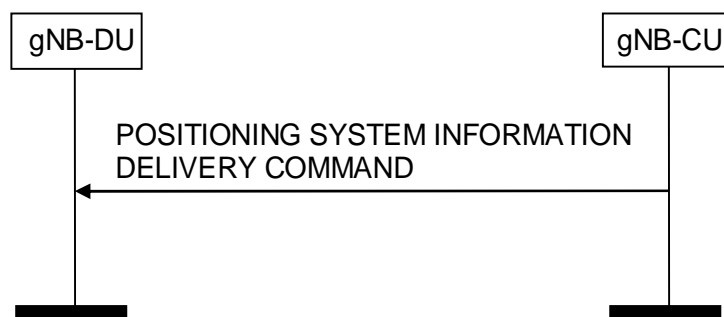 gNB-DU
gNB-CU
POSITIONING SYSTEM INFORMATION
DELIVERY COMMAND